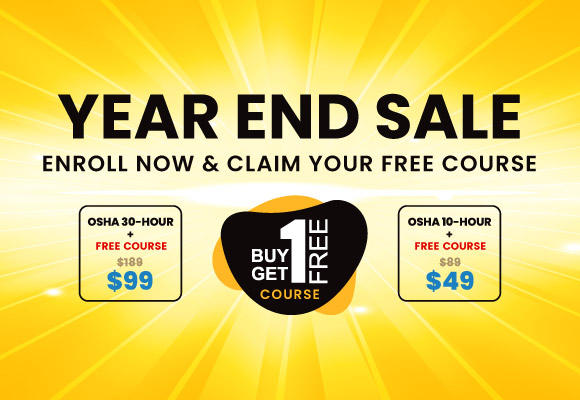 YEAR END SALE
ENROLL NOW & CLAIM YOUR FREE COURSE
OSHA 30-HOUR
+
FREE COURSE
$189
$99
BUY 1
GET
FREE
COURSE
OSHA 10-HOUR
+
FREE COURSE
$89
$49